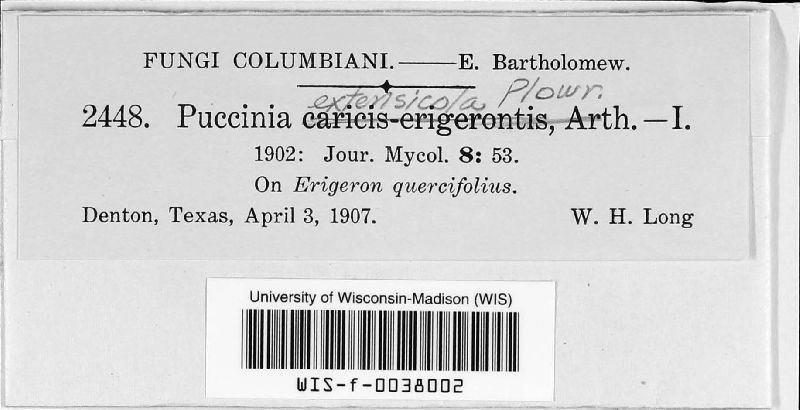 FUNGI COLUMBIANI.——E. Bartholomew.
extensicola Plowr.
2448. Puccinia caricis-erigerontis, Arth.—I.
1902: Jour. Mycol. 8: 53.
On Erigeron quercifolius.
Denton, Texas, April 3, 1907. W. H. Long
University of Wisconsin-Madison (WIS)
WIS-f-0038002